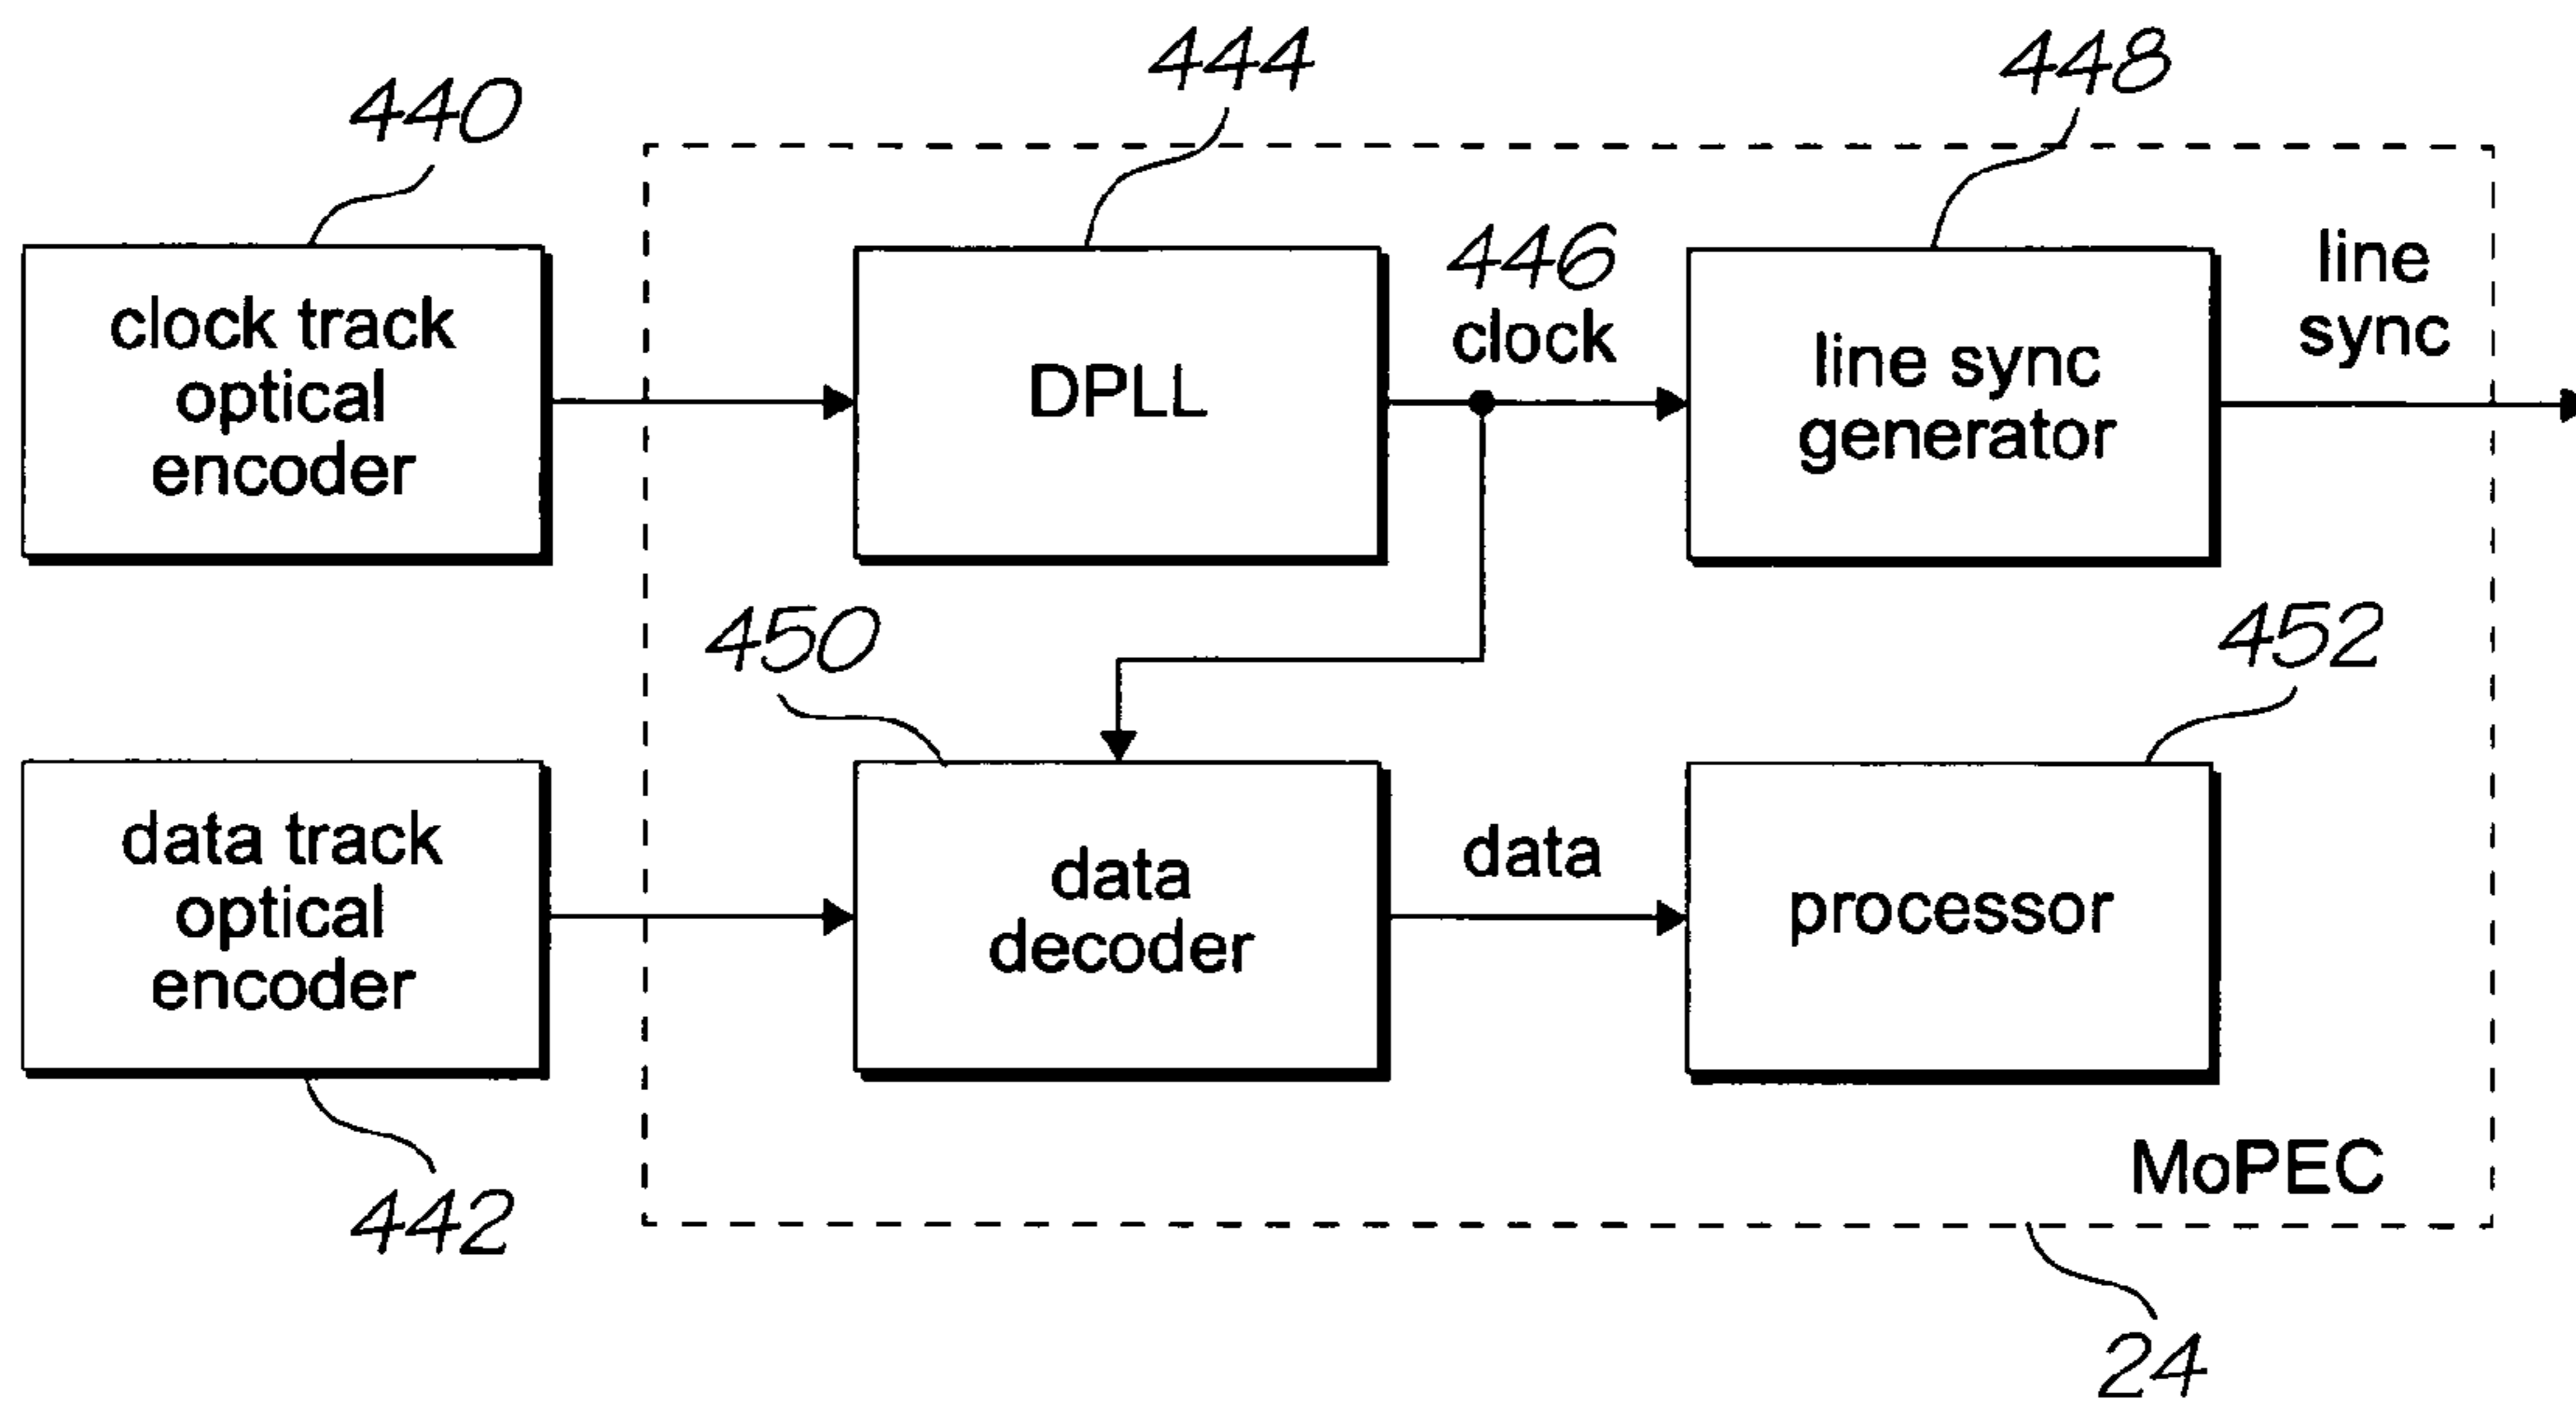 444
448
440
446
clock
line
sync
clock track
optical
encoder
DPLL
line sync
generator
450
452
data track
optical
encoder
data
decoder
data
processor
MoPEC
442
24